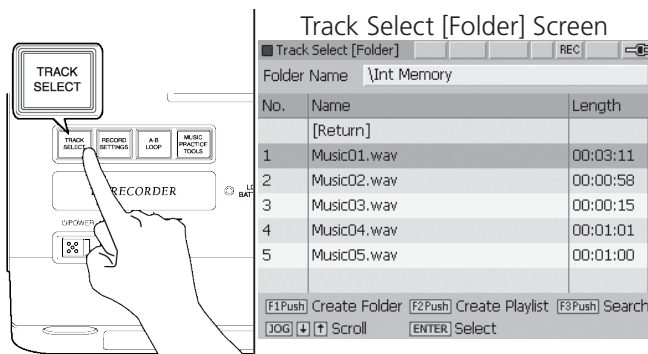 TRACK
SELECT
TRACK
SELECT
RECORD
SETTINGS
A-B
LOOP
MUSIC
PRACTICE
TOOLS
RECORDER
POWER
Track Select [Folder] Screen
Track Select [Folder] REC
Folder Name \Int Memory
No. Name Length
[Return]
1 Music01.wav 00:03:11
2 Music02.wav 00:00:58
3 Music03.wav 00:00:15
4 Music04.wav 00:01:01
5 Music05.wav 00:01:00
F1Push Create Folder F2Push Create Playlist F3Push Search
JOG ↓ ↑ Scroll ENTER Select